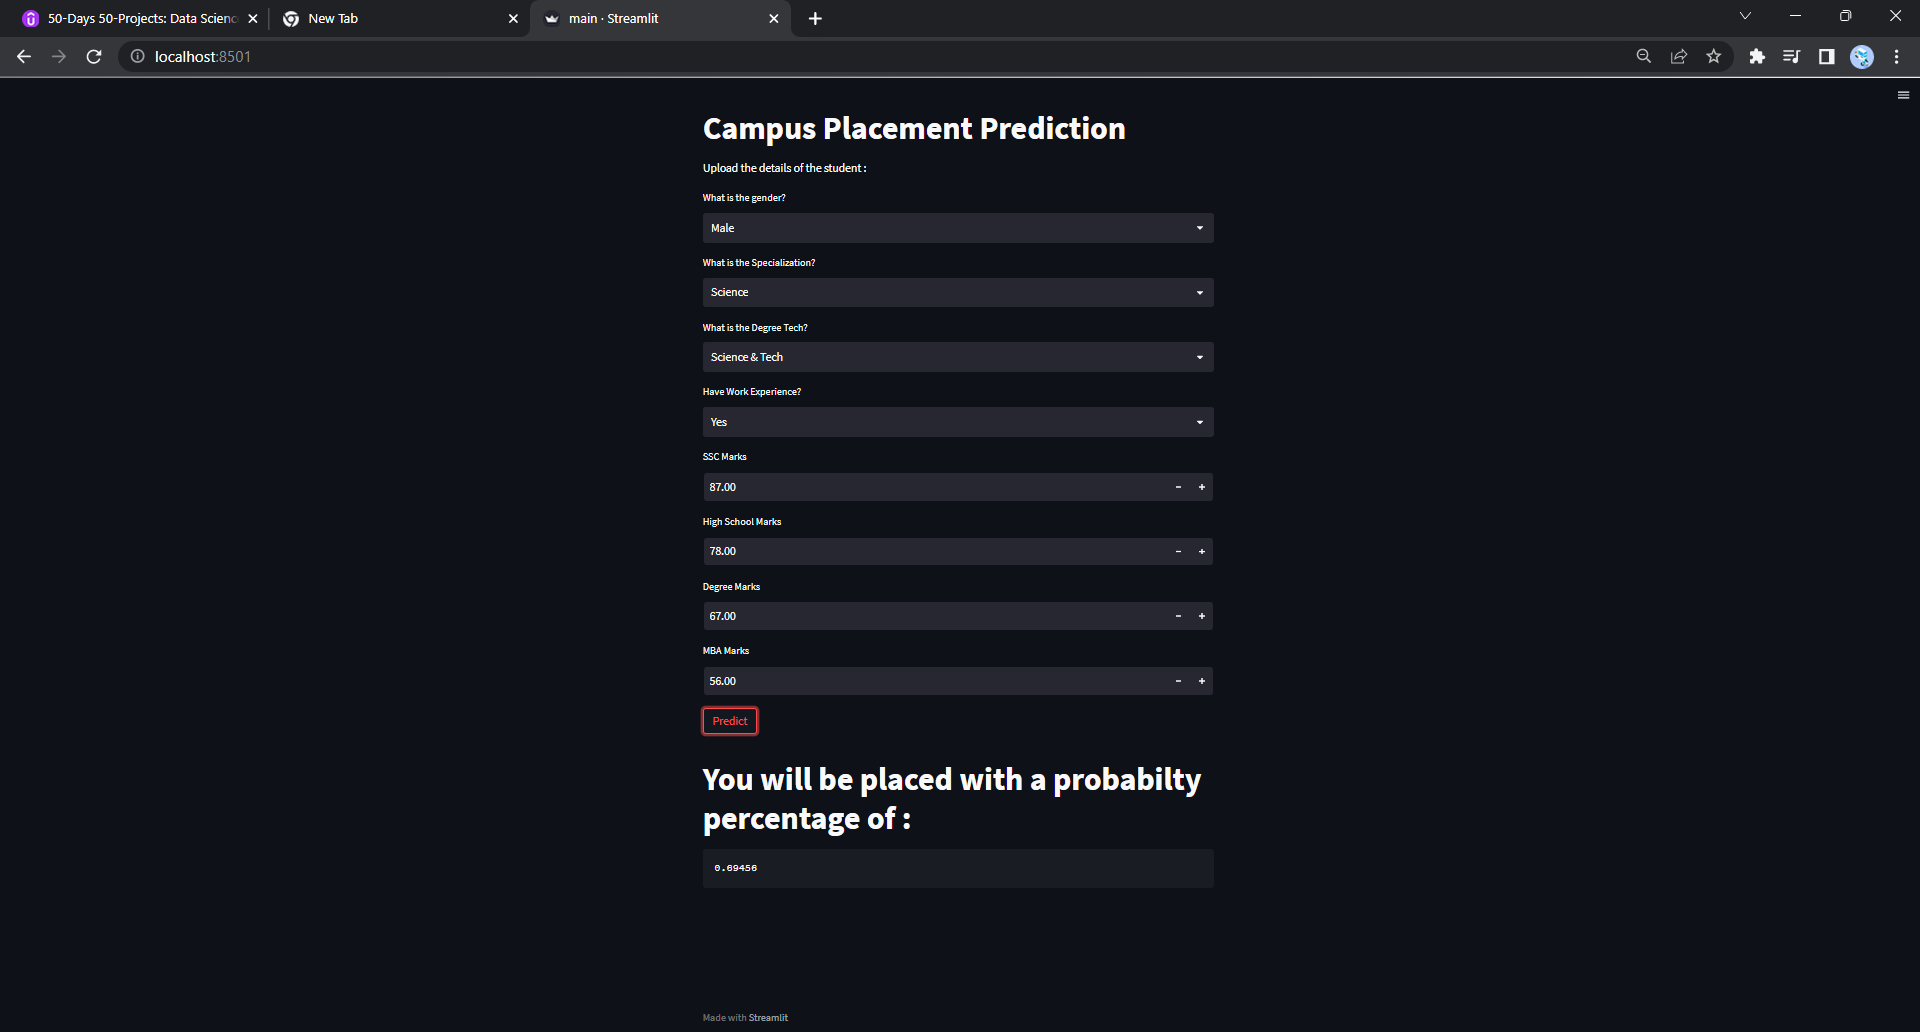 50-Days 50-Projects: Data Scienc
New Tab
main · Streamlit
localhost:8501
Campus Placement Prediction
Upload the details of the student :
What is the gender?
Male
What is the Specialization?
Science
What is the Degree Tech?
Science & Tech
Have Work Experience?
Yes
SSC Marks
87.00
High School Marks
78.00
Degree Marks
67.00
MBA Marks
56.00
Predict
You will be placed with a probabilty
percentage of :
0.69456
Made with Streamlit